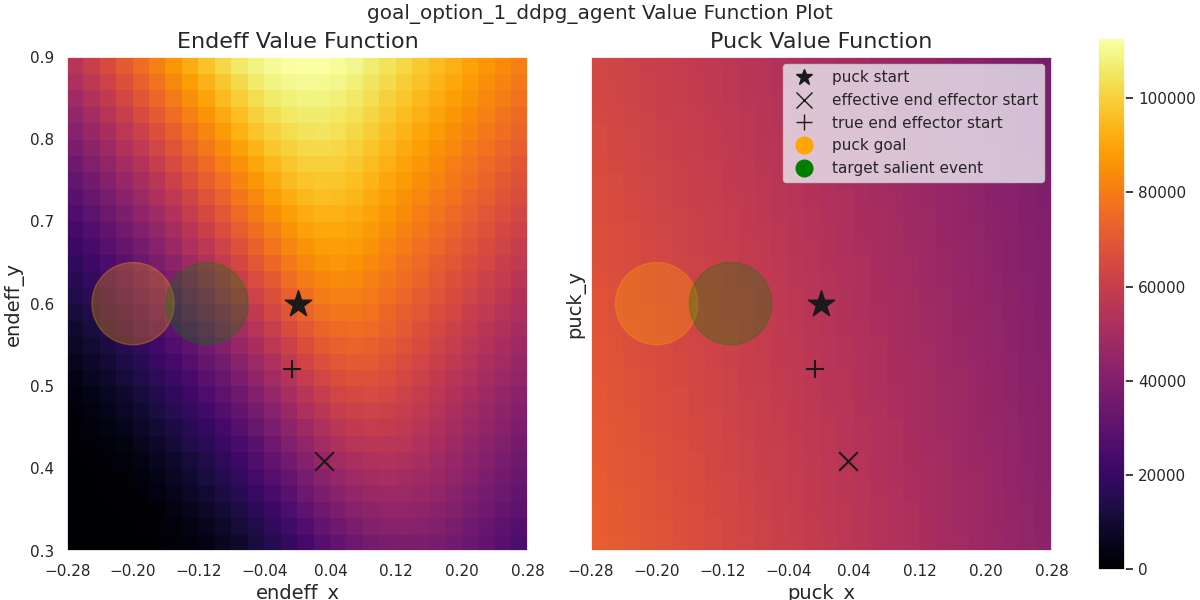 goal_option_1_ddpg_agent Value Function Plot
Endeff Value Function
endeff_y
0.9
0.8
0.7
0.6
0.5
0.4
0.3
−0.28 −0.20 −0.12 −0.04 0.04 0.12 0.20 0.28
endeff_x
Puck Value Function
puck start
effective end effector start
true end effector start
puck goal
target salient event
puck_y
−0.28 −0.20 −0.12 −0.04 0.04 0.12 0.20 0.28
puck_x
100000
80000
60000
40000
20000
0